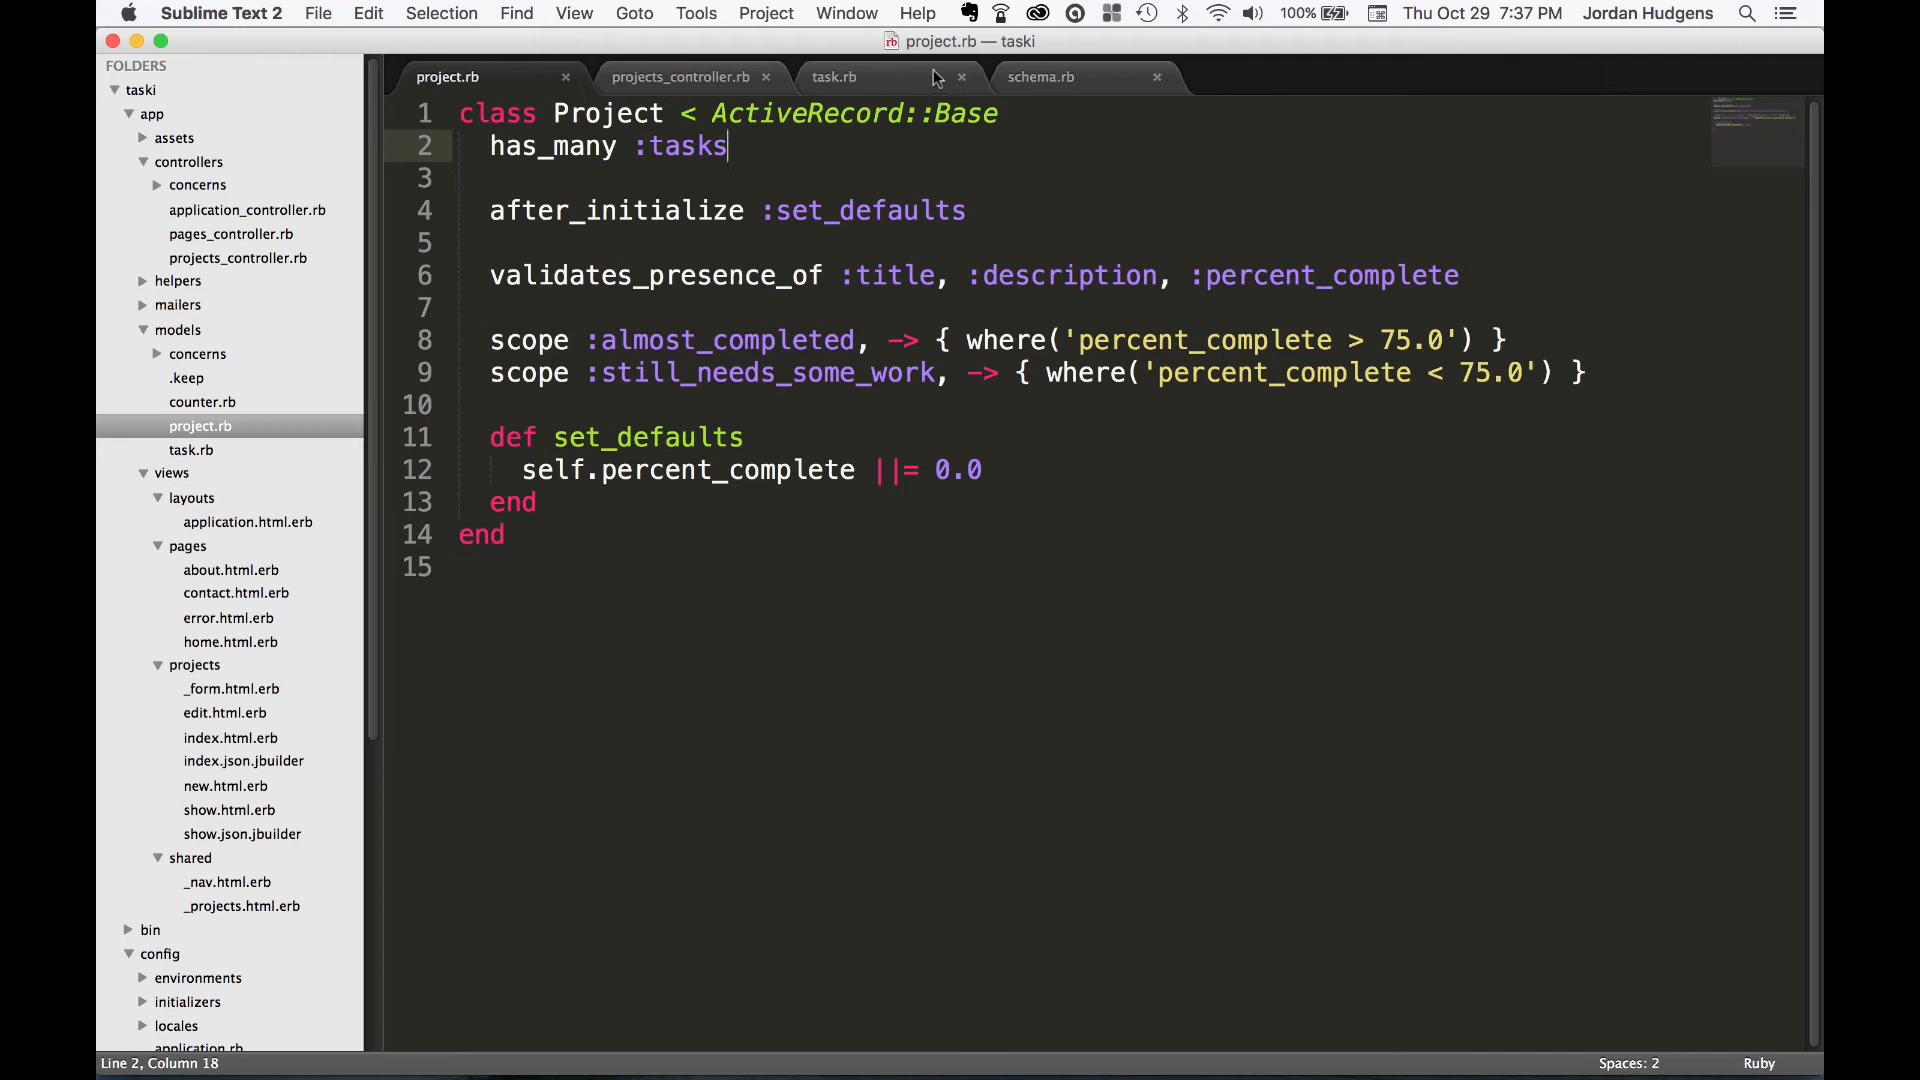 Sublime Text 2 File Edit Selection Find View Goto Tools Project Window Help 100% Thu Oct 29 7:37 PM Jordan Hudgens
project.rb — taski
FOLDERS
taski
app
assets
controllers
concerns
application_controller.rb
pages_controller.rb
projects_controller.rb
helpers
mailers
models
concerns
.keep
counter.rb
project.rb
task.rb
views
layouts
application.html.erb
pages
about.html.erb
contact.html.erb
error.html.erb
home.html.erb
projects
_form.html.erb
edit.html.erb
index.html.erb
index.json.jbuilder
new.html.erb
show.html.erb
show.json.jbuilder
shared
_nav.html.erb
_projects.html.erb
bin
config
environments
initializers
locales
application.rb
project.rb projects_controller.rb task.rb schema.rb
1 class Project < ActiveRecord::Base
2 has_many :tasks
3
4 after_initialize :set_defaults
5
6 validates_presence_of :title, :description, :percent_complete
7
8 scope :almost_completed, -> { where('percent_complete > 75.0') }
9 scope :still_needs_some_work, -> { where('percent_complete < 75.0') }
10
11 def set_defaults
12 self.percent_complete ||= 0.0
13 end
14 end
15
Line 2, Column 18 Spaces: 2 Ruby